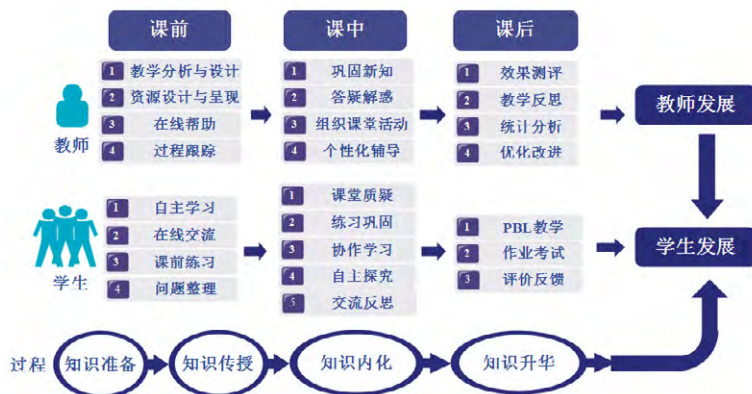 课前
课中
课后
1 教学分析与设计
2 资源设计与呈现
3 在线帮助
4 过程跟踪
教师
1 巩固新知
2 答疑解惑
3 组织课堂活动
4 个性化辅导
1 效果测评
2 教学反思
3 统计分析
4 优化改进
教师发展
1 自主学习
2 在线交流
3 课前练习
4 问题整理
学生
1 课堂质疑
2 练习巩固
3 协作学习
4 自主探究
5 交流反思
1 PBL教学
2 作业考试
3 评价反馈
学生发展
过程
知识准备
知识传授
知识内化
知识升华